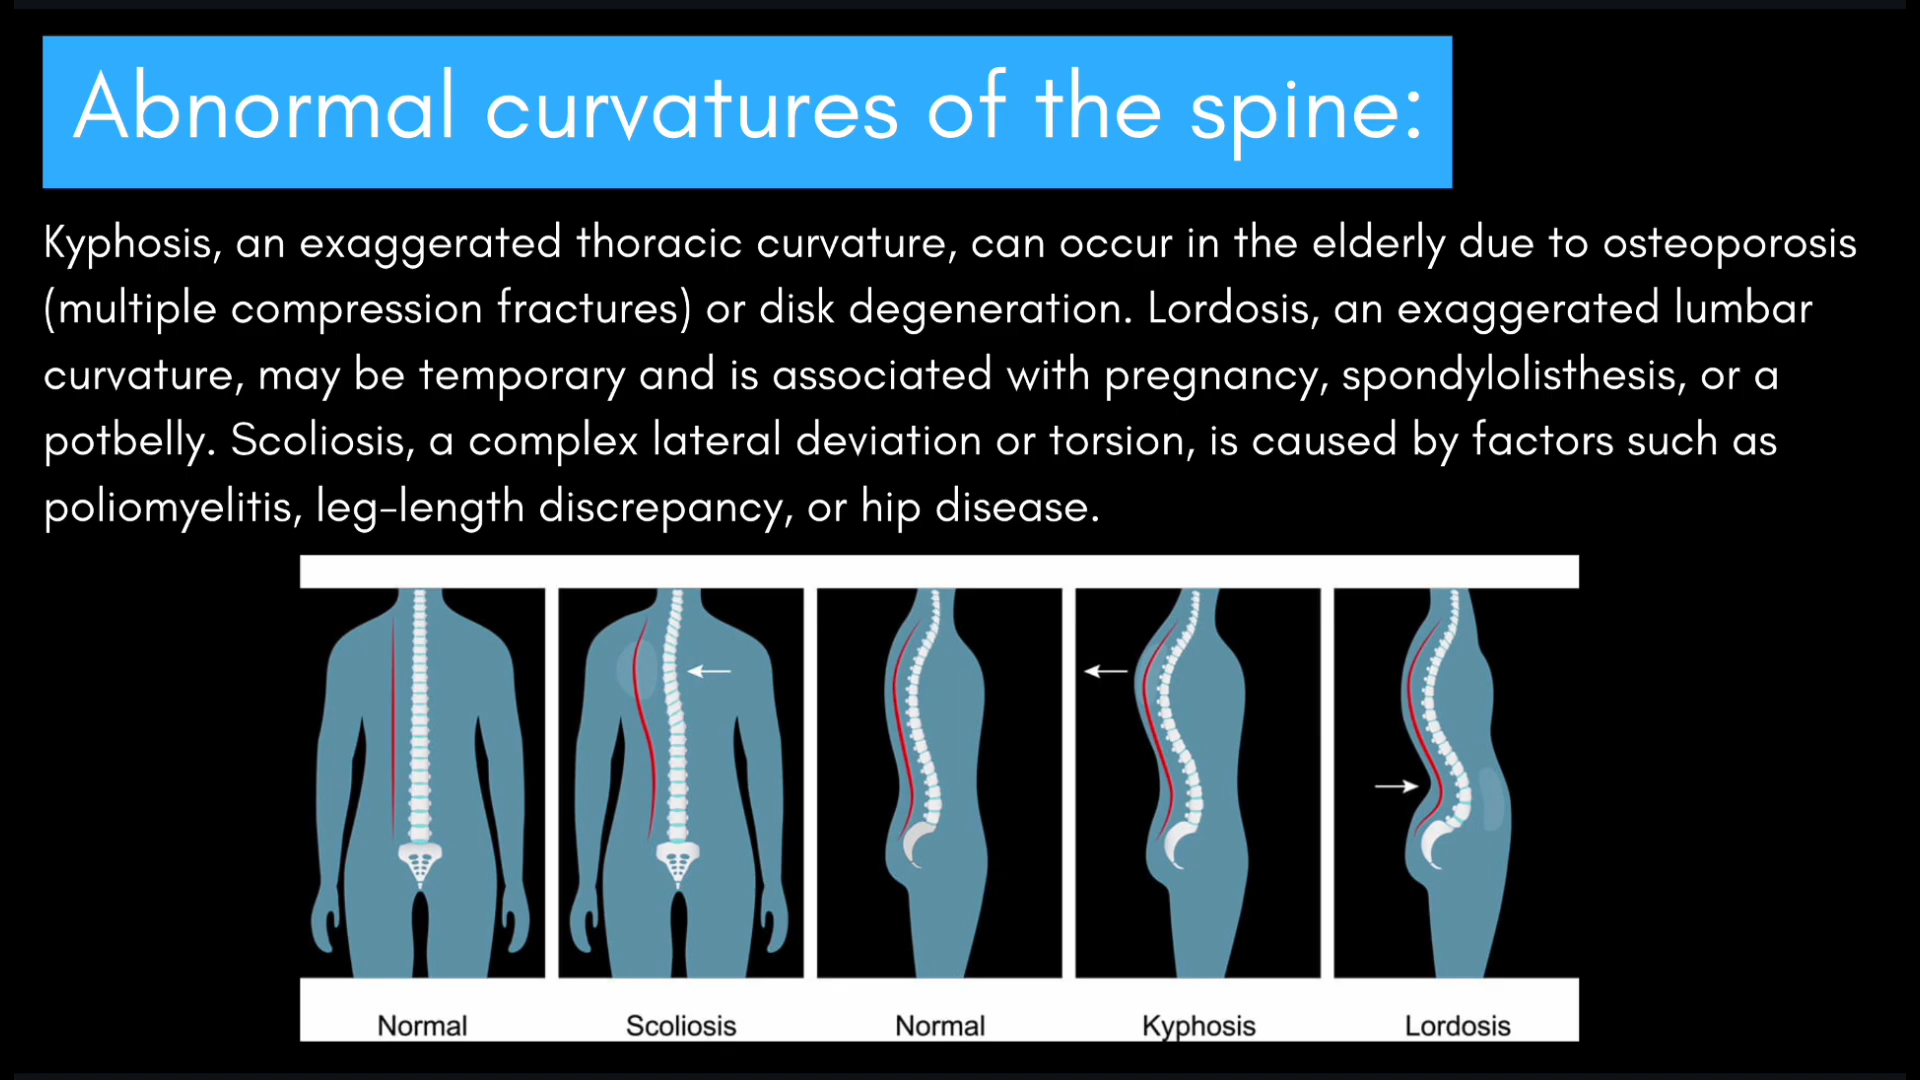 Abnormal curvatures of the spine:
Kyphosis, an exaggerated thoracic curvature, can occur in the elderly due to osteoporosis
(multiple compression fractures) or disk degeneration. Lordosis, an exaggerated lumbar
curvature, may be temporary and is associated with pregnancy, spondylolisthesis, or a
potbelly. Scoliosis, a complex lateral deviation or torsion, is caused by factors such as
poliomyelitis, leg-length discrepancy, or hip disease.
Normal Scoliosis Normal Kyphosis Lordosis